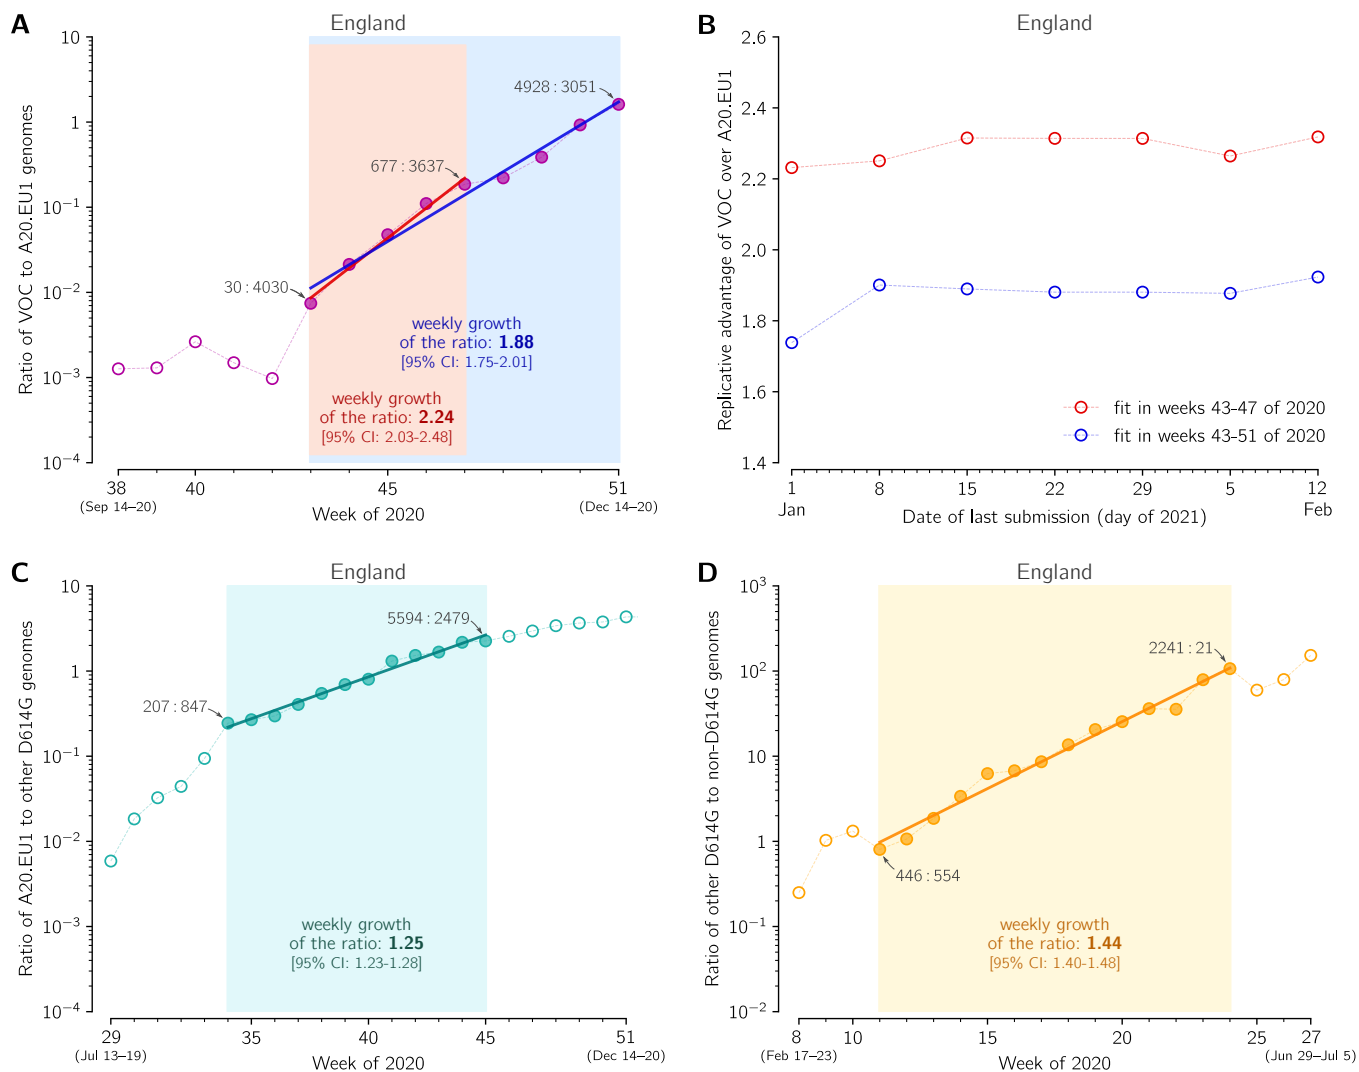 A
England
Ratio of VOC to A20.EU1 genomes
10
1
10⁻¹
10⁻²
10⁻³
10⁻⁴
4928 : 3051
677 : 3637
30 : 4030
weekly growth
of the ratio: 1.88
[95% CI: 1.75-2.01]
weekly growth
of the ratio: 2.24
[95% CI: 2.03-2.48]
38
40
45
51
(Sep 14–20)
(Dec 14–20)
Week of 2020
B
England
Replicative advantage of VOC over A20.EU1
2.6
2.4
2.2
2.0
1.8
1.6
1.4
fit in weeks 43-47 of 2020
fit in weeks 43-51 of 2020
1
8
15
22
29
5
12
Jan
Feb
Date of last submission (day of 2021)
C
England
Ratio of A20.EU1 to other D614G genomes
10
1
10⁻¹
10⁻²
10⁻³
10⁻⁴
5594 : 2479
207 : 847
weekly growth
of the ratio: 1.25
[95% CI: 1.23-1.28]
29
35
40
45
51
(Jul 13–19)
(Dec 14–20)
Week of 2020
D
England
Ratio of other D614G to non-D614G genomes
10³
10²
10
1
10⁻¹
10⁻²
2241 : 21
446 : 554
weekly growth
of the ratio: 1.44
[95% CI: 1.40-1.48]
8
10
15
20
27
(Feb 17–23)
(Jun 29–Jul 5)
Week of 2020